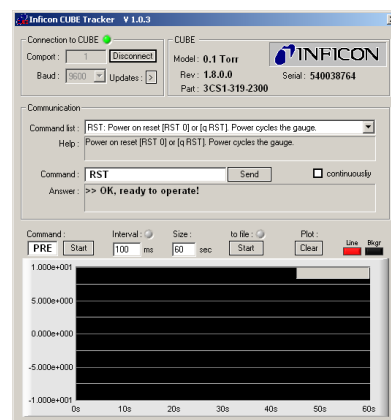 Inficon CUBE Tracker V 1.0.3
Connection to CUBE
Comport : 1 Disconnect
Baud : 9600 Updates : >
CUBE
Model : 0.1 Torr
INFICON
Rev : 1.8.0.0 Serial : 540038764
Part : 3CS1-319-2300
Communication
Command list : RST: Power on reset [RST 0] or [q RST]. Power cycles the gauge.
Help : Power on reset [RST 0] or [q RST]. Power cycles the gauge.
Command : RST Send continuously
Answer : >> OK, ready to operate!
Command : Interval : Size : to file : Plot : Line Bkgr
PRE Start 100 ms 60 sec Start Clear
1.000e+001
5.000e+000
0.000e+000
-5.000e+000
-1.000e+001
0s 10s 20s 30s 40s 50s 60s